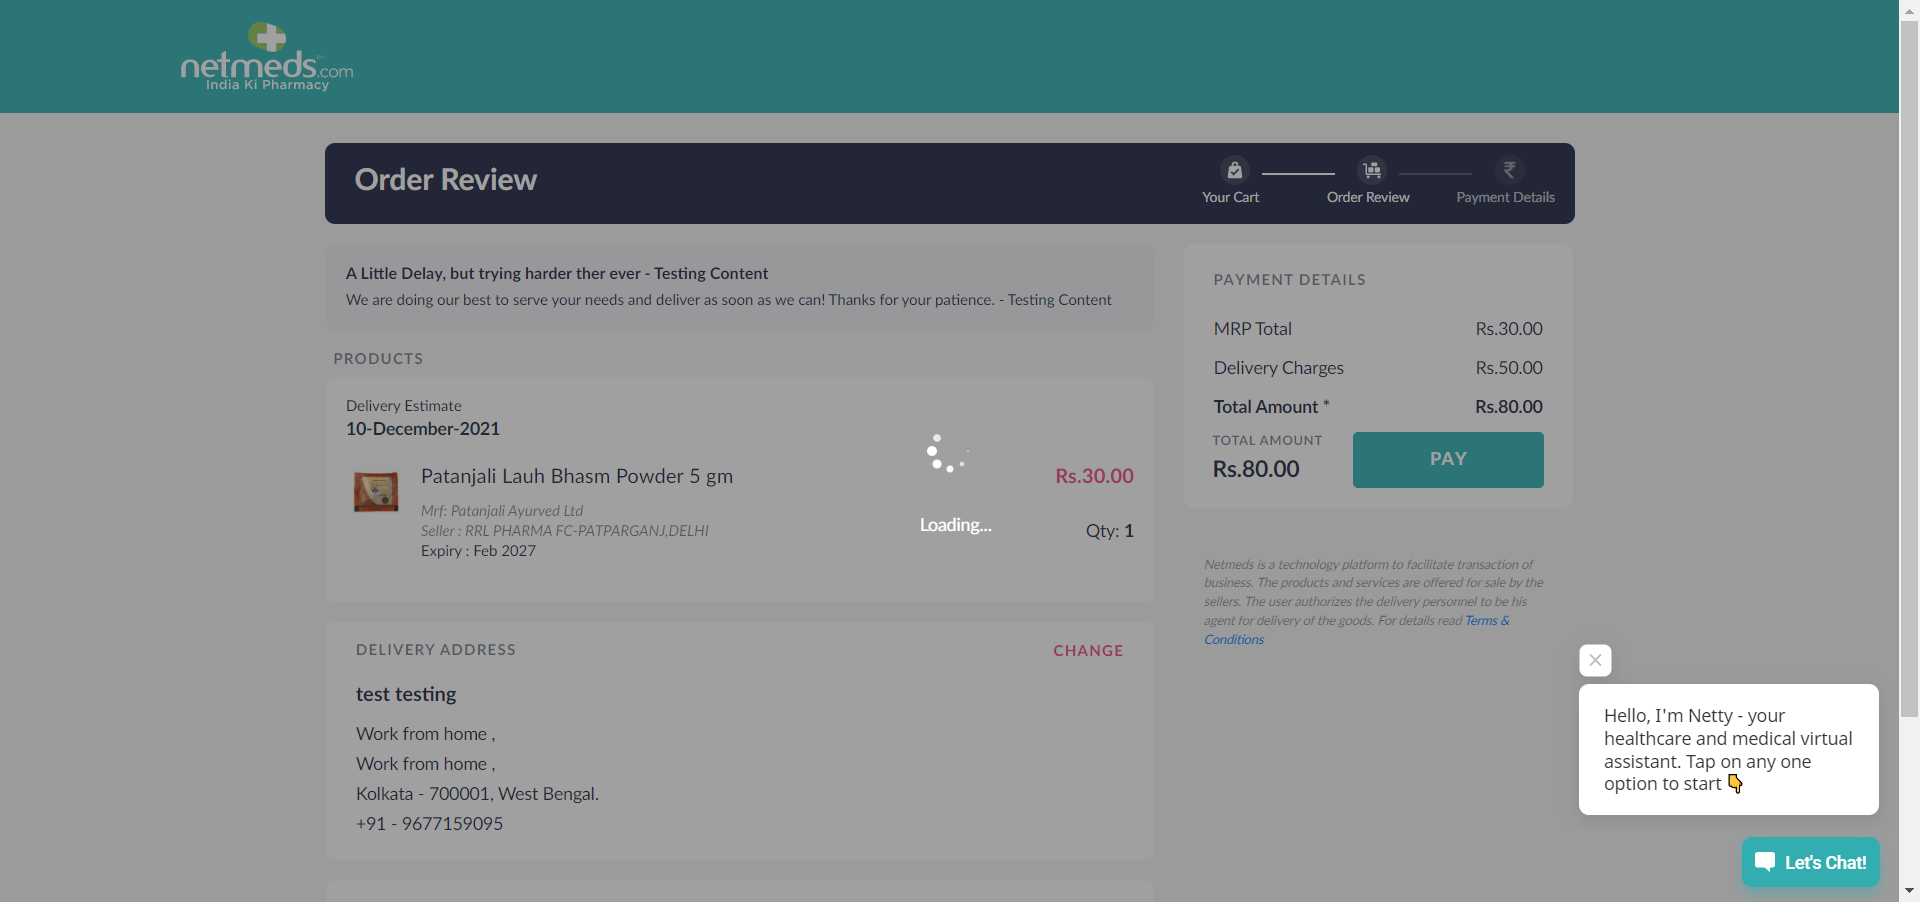 netmeds.com
India Ki Pharmacy
Order Review
Your Cart
Order Review
₹
Payment Details
A Little Delay, but trying harder ther ever - Testing Content
We are doing our best to serve your needs and deliver as soon as we can! Thanks for your patience. - Testing Content
PRODUCTS
Delivery Estimate
10-December-2021
Patanjali Lauh Bhasm Powder 5 gm
Rs.30.00
Mrf: Patanjali Ayurved Ltd
Seller : RRL PHARMA FC-PATPARGANJ,DELHI
Expiry : Feb 2027
Qty: 1
Loading...
DELIVERY ADDRESS
CHANGE
test testing
Work from home ,
Work from home ,
Kolkata - 700001, West Bengal.
+91 - 9677159095
PAYMENT DETAILS
MRP Total Rs.30.00
Delivery Charges Rs.50.00
Total Amount * Rs.80.00
TOTAL AMOUNT
Rs.80.00
PAY
Netmeds is a technology platform to facilitate transaction of
business. The products and services are offered for sale by the
sellers. The user authorizes the delivery personnel to be his
agent for delivery of the goods. For details read Terms &
Conditions
Hello, I'm Netty - your
healthcare and medical virtual
assistant. Tap on any one
option to start 👇
Let's Chat!